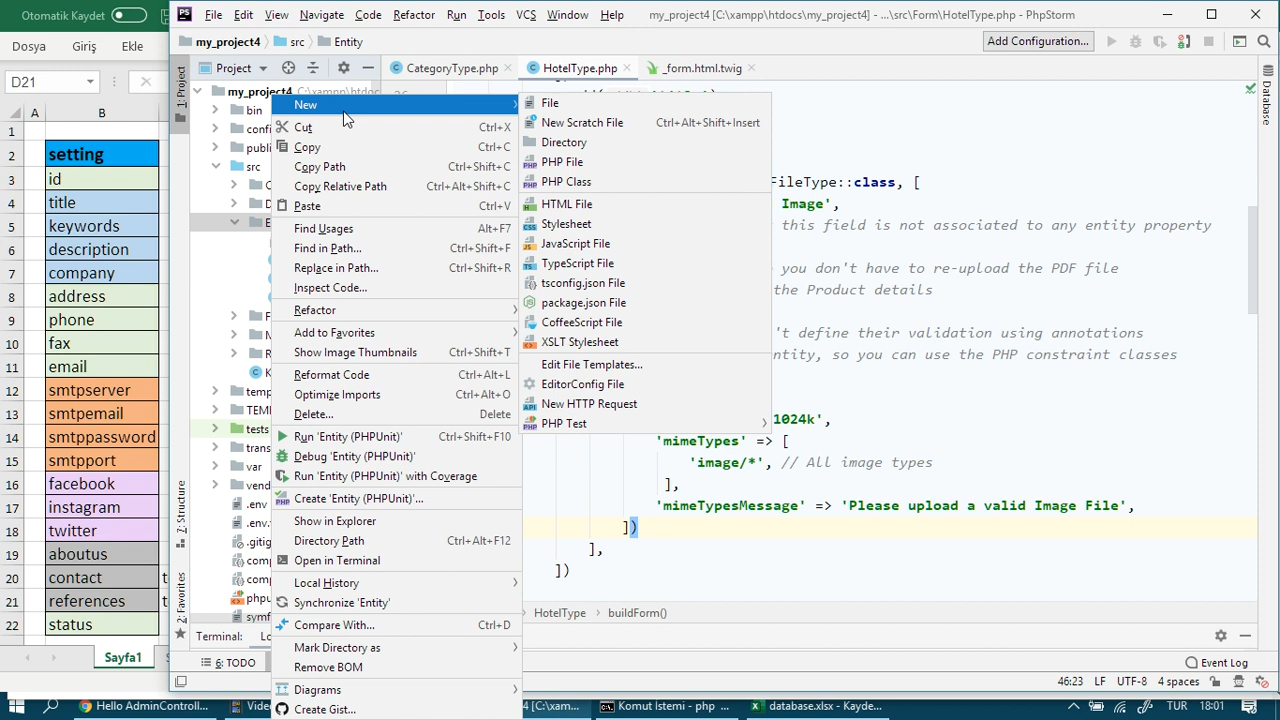 Otomatik Kaydet
Dosya Giriş Ekle
D21
A B
1
2 setting
3 id
4 title
5 keywords
6 description
7 company
8 address
9 phone
10 fax
11 email
12 smtpserver
13 smtpemail
14 smtppassword
15 smtpport
16 facebook
17 instagram
18 twitter
19 aboutus
20 contact
21 references
22 status
Sayfa1
File Edit View Navigate Code Refactor Run Tools VCS Window Help my_project4 [C:\xampp\htdocs\my_project4] - ...\src\Form\HotelType.php - PhpStorm
my_project4 src Entity Add Configuration...
Project CategoryType.php HotelType.php _form.html.twig
1: Project
7: Structure
2: Favorites
Database
my_project4 C:\xampp\htdocs
bin
src
tests
var
.env
New
Cut Ctrl+X
Copy Ctrl+C
Copy Path Ctrl+Shift+C
Copy Relative Path Ctrl+Alt+Shift+C
Paste Ctrl+V
Find Usages Alt+F7
Find in Path... Ctrl+Shift+F
Replace in Path... Ctrl+Shift+R
Inspect Code...
Refactor
Add to Favorites
Show Image Thumbnails Ctrl+Shift+T
Reformat Code Ctrl+Alt+L
Optimize Imports Ctrl+Alt+O
Delete... Delete
Run 'Entity (PHPUnit)' Ctrl+Shift+F10
Debug 'Entity (PHPUnit)'
Run 'Entity (PHPUnit)' with Coverage
Create 'Entity (PHPUnit)'...
Show in Explorer
Directory Path Ctrl+Alt+F12
Open in Terminal
Local History
Synchronize 'Entity'
Compare With... Ctrl+D
Mark Directory as
Remove BOM
Diagrams
Create Gist...
File
New Scratch File Ctrl+Alt+Shift+Insert
Directory
PHP File
PHP Class
HTML File
Stylesheet
JavaScript File
TypeScript File
tsconfig.json File
package.json File
CoffeeScript File
XSLT Stylesheet
Edit File Templates...
EditorConfig File
New HTTP Request
PHP Test
FileType::class, [
Image',
this field is not associated to any entity property
you don't have to re-upload the PDF file
the Product details
't define their validation using annotations
entity, so you can use the PHP constraint classes
1024k',
'mimeTypes' => [
'image/*', // All image types
],
'mimeTypesMessage' => 'Please upload a valid Image File',
])
],
])
HotelType buildForm()
Terminal:
6: TODO Event Log
46:23 LF UTF-8 4 spaces
Hello AdminControll... [C:\xam... Komut İstemi - php ... database.xlsx - Kayde... TUR 18:01